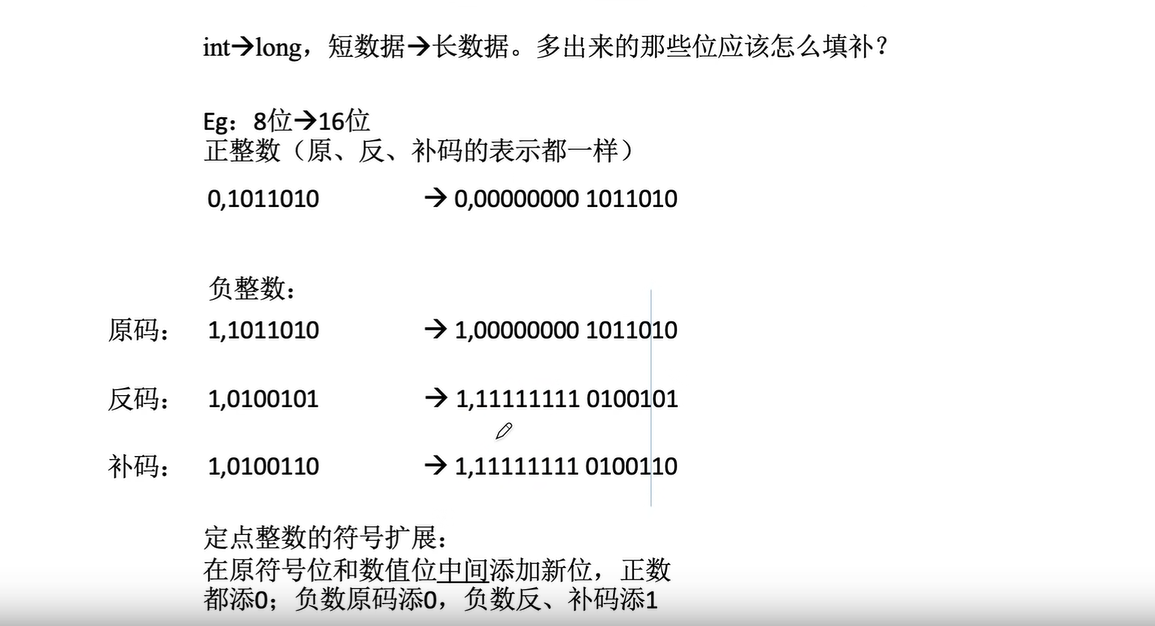 int→long，短数据→长数据。多出来的那些位应该怎么填补？
Eg：8位→16位
正整数（原、反、补码的表示都一样）
0,1011010 → 0,00000000 1011010
负整数：
原码： 1,1011010 → 1,00000000 1011010
反码： 1,0100101 → 1,11111111 0100101
补码： 1,0100110 → 1,11111111 0100110
定点整数的符号扩展：
在原符号位和数值位中间添加新位，正数
都添0；负数原码添0，负数反、补码添1